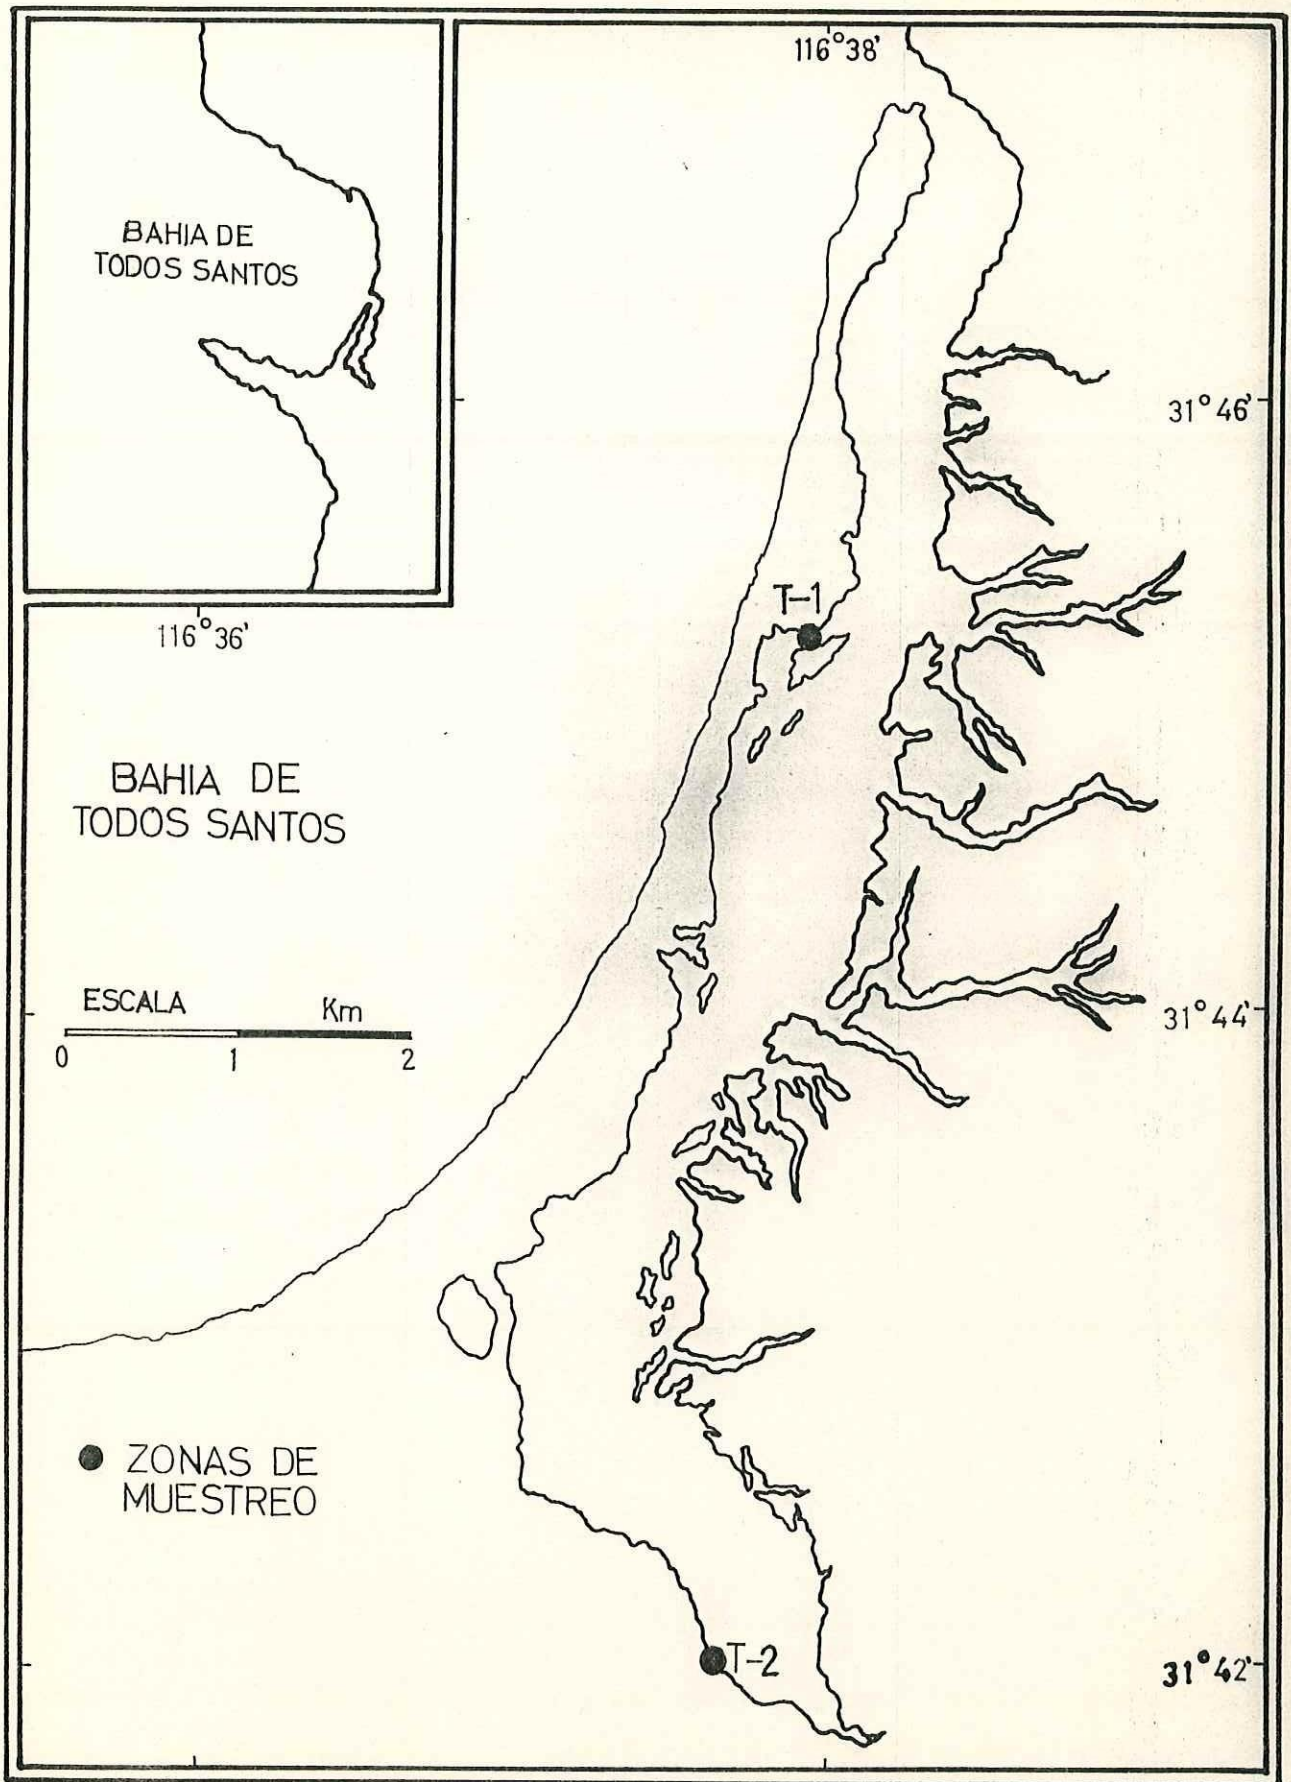 116°38'
BAHIA DE
TODOS SANTOS
31°46'
T-1
116°36'
BAHIA DE
TODOS SANTOS
ESCALA Km
0 1 2
31°44'
ZONAS DE
MUESTREO
T-2
31°42'